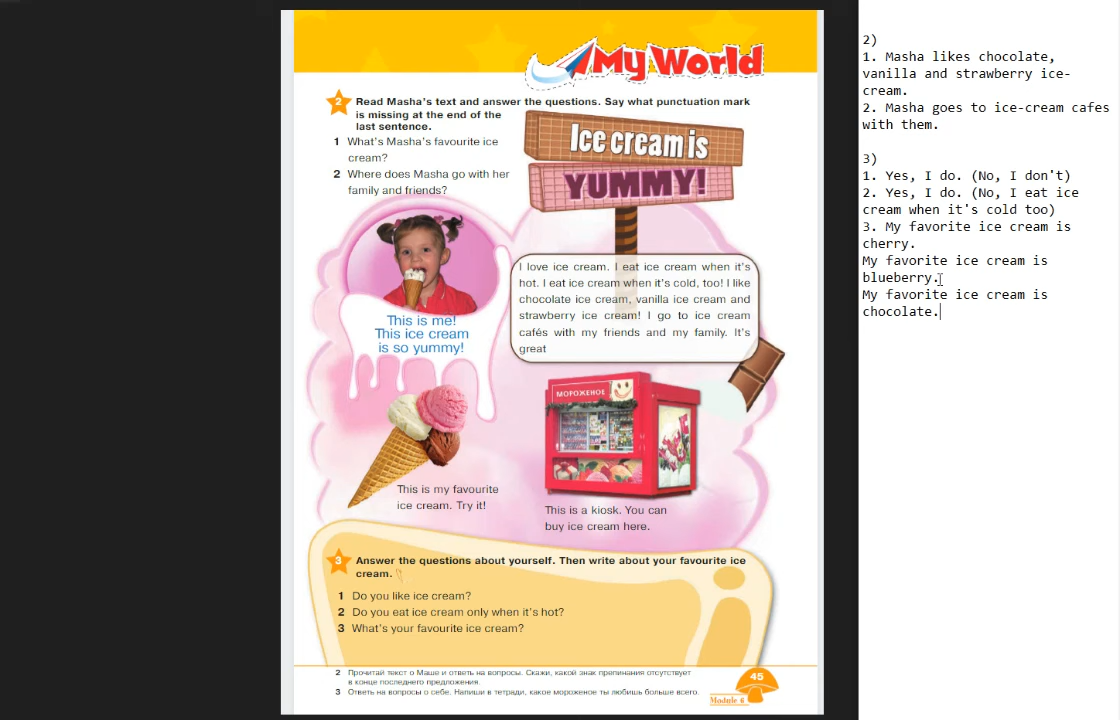 My World
2 Read Masha's text and answer the questions. Say what punctuation mark
is missing at the end of the
last sentence.
1 What's Masha's favourite ice
cream?
2 Where does Masha go with her
family and friends?
Ice cream is
YUMMY!
I love ice cream. I eat ice cream when it's
hot. I eat ice cream when it's cold, too! I like
chocolate ice cream, vanilla ice cream and
strawberry ice cream! I go to ice cream
cafés with my friends and my family. It's
great
This is me!
This ice cream
is so yummy!
МОРОЖЕНОЕ
This is my favourite
ice cream. Try it!
This is a kiosk. You can
buy ice cream here.
3 Answer the questions about yourself. Then write about your favourite ice
cream.
1 Do you like ice cream?
2 Do you eat ice cream only when it's hot?
3 What's your favourite ice cream?
2 Прочитай текст о Маше и ответь на вопросы. Скажи, какой знак препинания отсутствует
в конце последнего предложения.
3 Ответь на вопросы о себе. Напиши в тетради, какое мороженое ты любишь больше всего.
45
Module 6
2)
1. Masha likes chocolate,
vanilla and strawberry ice-
cream.
2. Masha goes to ice-cream cafes
with them.
3)
1. Yes, I do. (No, I don't)
2. Yes, I do. (No, I eat ice
cream when it's cold too)
3. My favorite ice cream is
cherry.
My favorite ice cream is
blueberry.
My favorite ice cream is
chocolate.